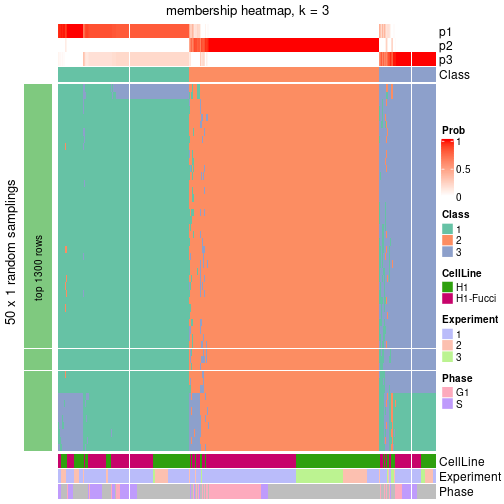 membership heatmap, k = 3
p1
p2
p3
Class
50 x 1 random samplings
top 1300 rows
Prob
1
0.5
0
Class
1
2
3
CellLine
H1
H1-Fucci
Experiment
1
2
3
Phase
G1
S
CellLine
Experiment
Phase